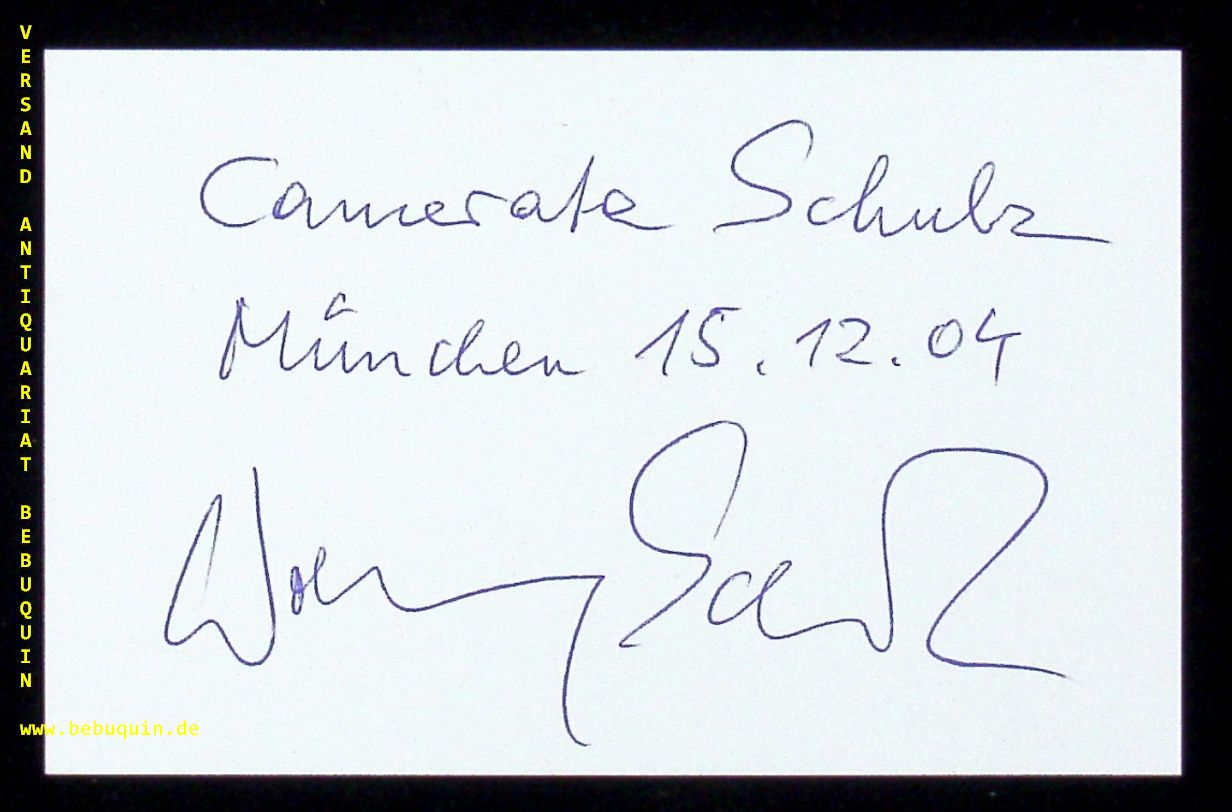 VERSAND ANTIQUARIAT BEBUQUIN
Camerata Schulz
München 15.12.04
www.bebuquin.de